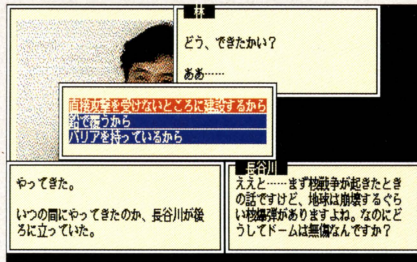 林
どう、できたかい？
ああ……
直接攻撃を受けないところに建設するから
鉛で覆うから
バリアを持っているから
やってきた。
いつの間にやってきたのか、長谷川が後
ろに立っていた。
長谷川
ええと……まず核戦争が起きたとき
の話ですけど、地球は崩壊するぐら
い核爆弾がありますよね。なのにど
うしてドームは無傷なんですか？